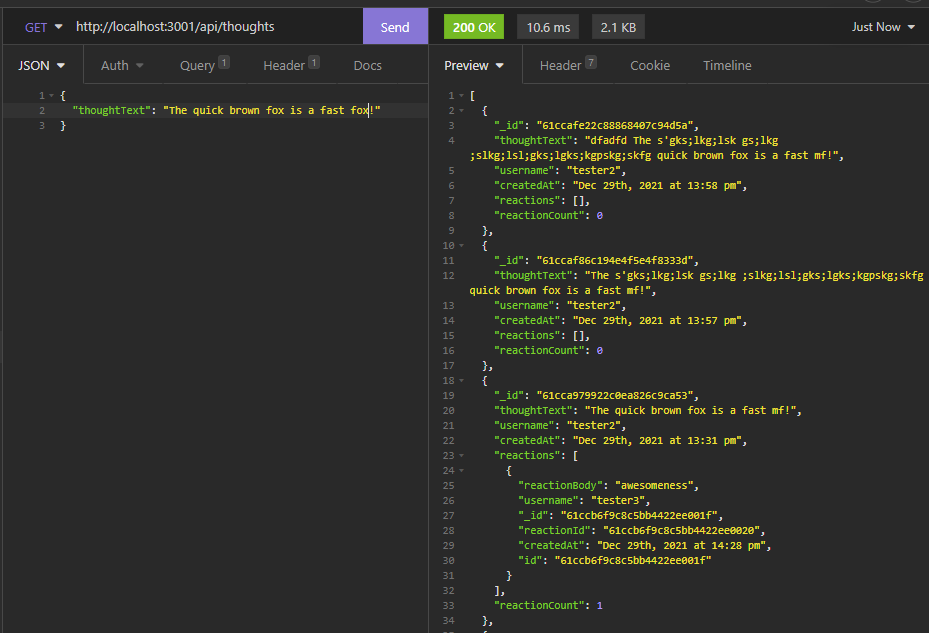 GET http://localhost:3001/api/thoughts Send 200 OK 10.6 ms 2.1 KB Just Now
JSON Auth Query 1 Header 1 Docs
1 {
2 "thoughtText": "The quick brown fox is a fast fox!"
3 }
Preview Header 7 Cookie Timeline
1 [
2 {
3 "_id": "61ccafe22c88868407c94d5a",
4 "thoughtText": "dfadfd The s'gks;lkg;lsk gs;lkg
;slkg;lsl;gks;lgks;kgpskg;skfg quick brown fox is a fast mf!",
5 "username": "tester2",
6 "createdAt": "Dec 29th, 2021 at 13:58 pm",
7 "reactions": [],
8 "reactionCount": 0
9 },
10 {
11 "_id": "61ccaf86c194e4f5e4f8333d",
12 "thoughtText": "The s'gks;lkg;lsk gs;lkg ;slkg;lsl;gks;lgks;kgpskg;skfg
quick brown fox is a fast mf!",
13 "username": "tester2",
14 "createdAt": "Dec 29th, 2021 at 13:57 pm",
15 "reactions": [],
16 "reactionCount": 0
17 },
18 {
19 "_id": "61cca979922c0ea826c9ca53",
20 "thoughtText": "The quick brown fox is a fast mf!",
21 "username": "tester2",
22 "createdAt": "Dec 29th, 2021 at 13:31 pm",
23 "reactions": [
24 {
25 "reactionBody": "awesomeness",
26 "username": "tester3",
27 "_id": "61ccb6f9c8c5bb4422ee001f",
28 "reactionId": "61ccb6f9c8c5bb4422ee0020",
29 "createdAt": "Dec 29th, 2021 at 14:28 pm",
30 "id": "61ccb6f9c8c5bb4422ee001f"
31 }
32 ],
33 "reactionCount": 1
34 },